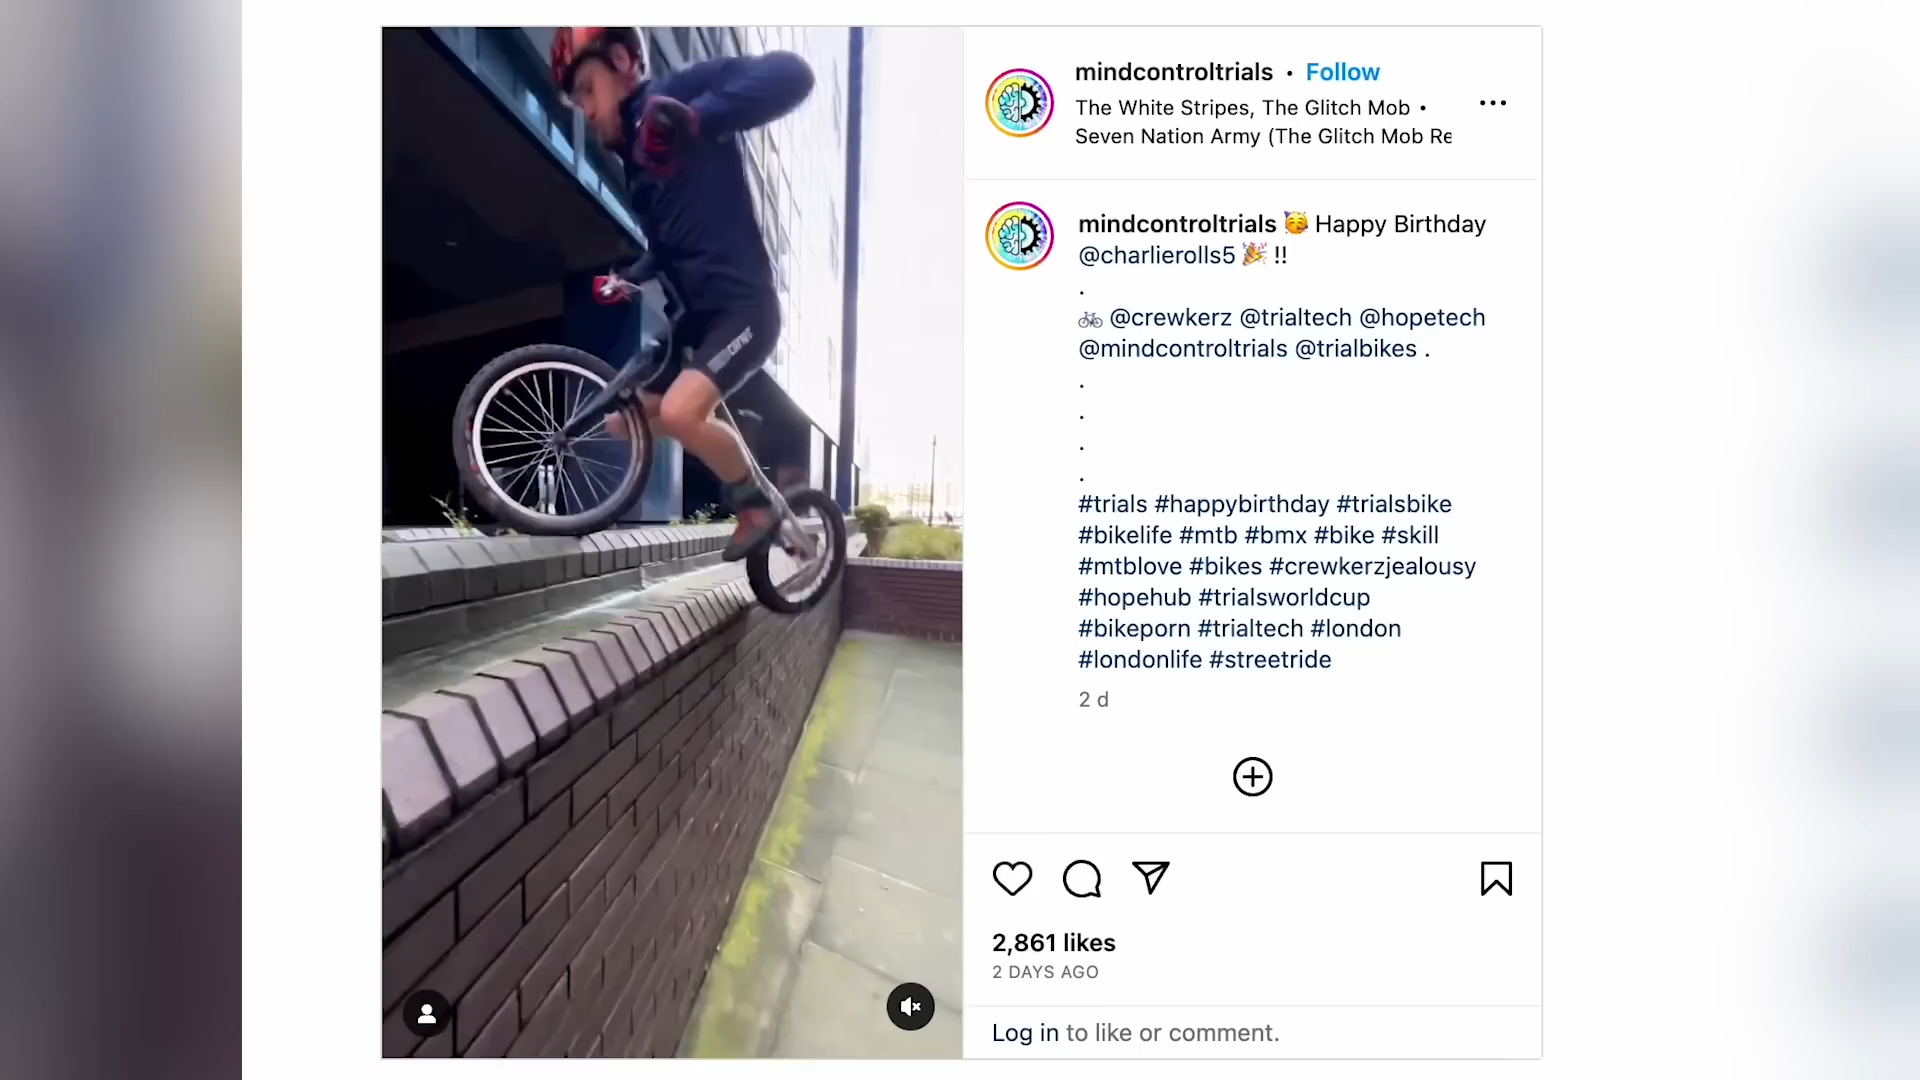 mindcontroltrials • Follow
The White Stripes, The Glitch Mob •
Seven Nation Army (The Glitch Mob Re
mindcontroltrials 🥳 Happy Birthday
@charlierolls5 🎉 !!
.
🚲 @crewkerz @trialtech @hopetech
@mindcontroltrials @trialbikes .
.
.
.
.
#trials #happybirthday #trialsbike
#bikelife #mtb #bmx #bike #skill
#mtblove #bikes #crewkerzjealousy
#hopehub #trialsworldcup
#bikeporn #trialtech #london
#londonlife #streetride
2 d
2,861 likes
2 DAYS AGO
Log in to like or comment.